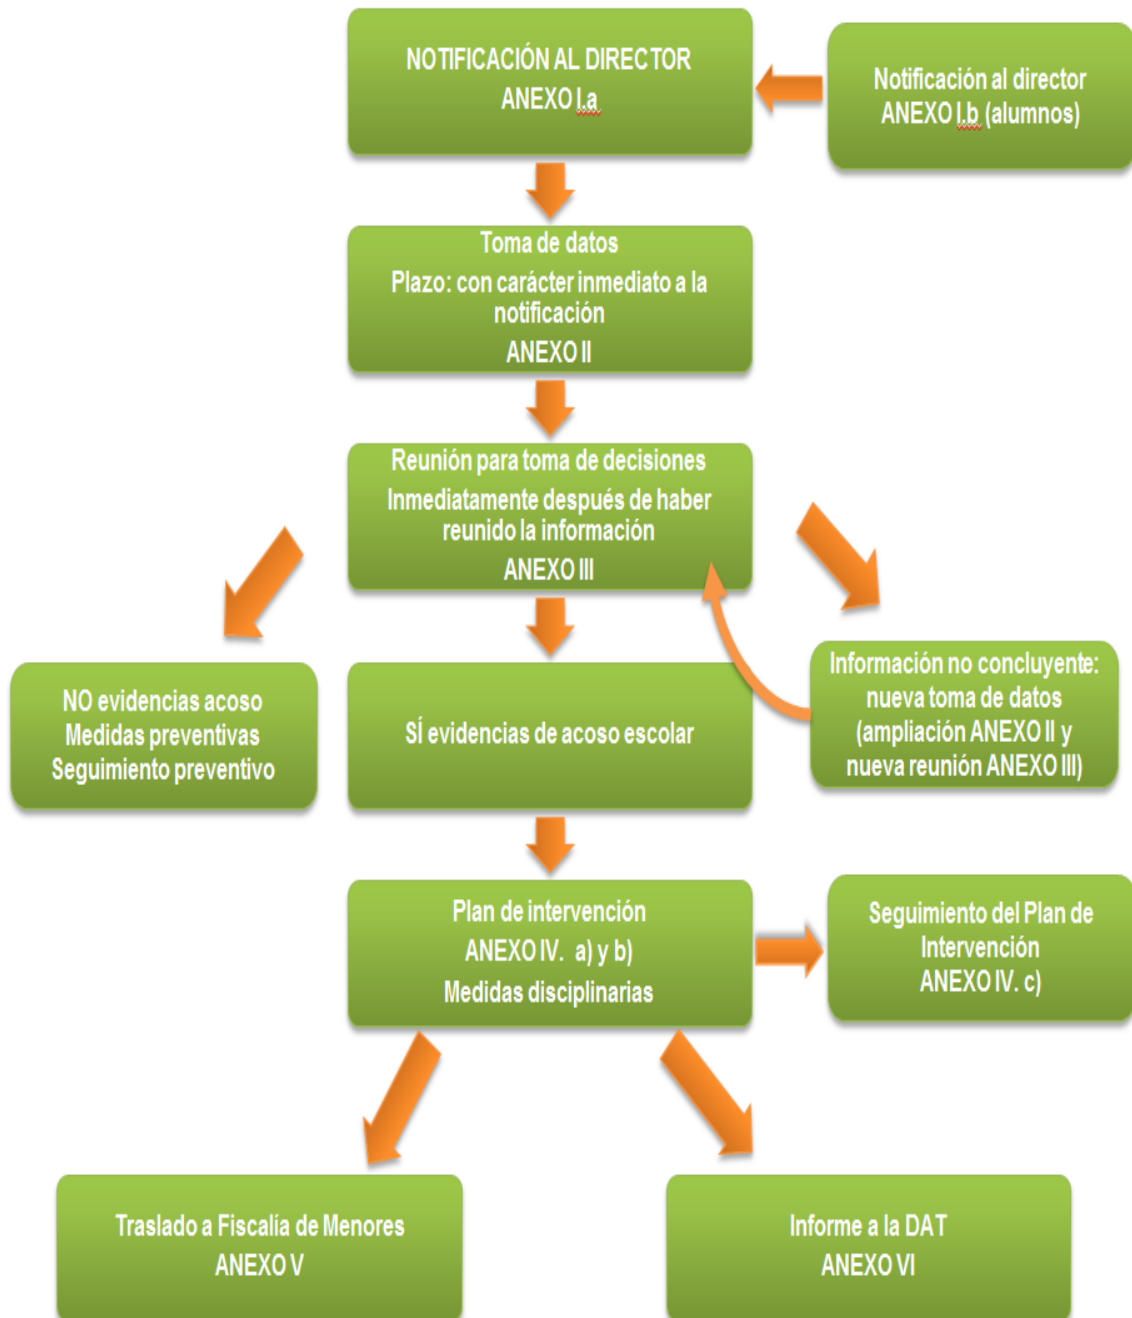 NOTIFICACIÓN AL DIRECTOR
ANEXO I.a
Notificación al director
ANEXO I.b (alumnos)
Toma de datos
Plazo: con carácter inmediato a la
notificación
ANEXO II
Reunión para toma de decisiones
Inmediatamente después de haber
reunido la información
ANEXO III
NO evidencias acoso
Medidas preventivas
Seguimiento preventivo
SÍ evidencias de acoso escolar
Información no concluyente:
nueva toma de datos
(ampliación ANEXO II y
nueva reunión ANEXO III)
Plan de intervención
ANEXO IV. a) y b)
Medidas disciplinarias
Seguimiento del Plan de
Intervención
ANEXO IV. c)
Traslado a Fiscalía de Menores
ANEXO V
Informe a la DAT
ANEXO VI